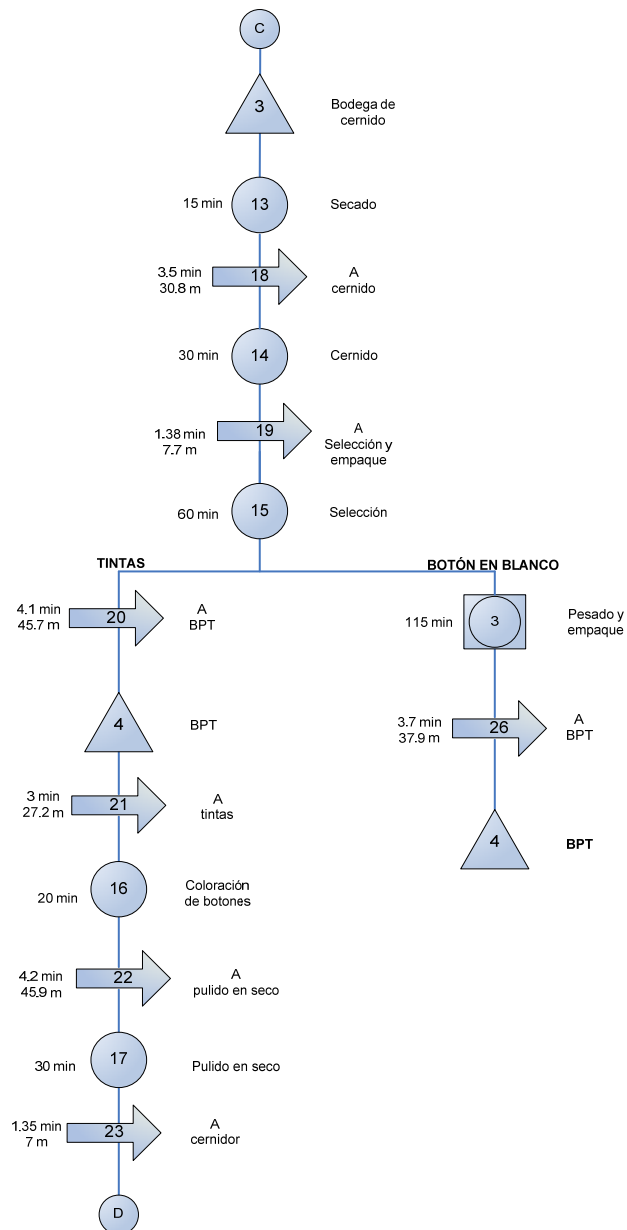 C
3
Bodega de
cernido
15 min
13
Secado
3.5 min
30.8 m
18
A
cernido
30 min
14
Cernido
1.38 min
7.7 m
19
A
Selección y
empaque
60 min
15
Selección
TINTAS
4.1 min
45.7 m
20
A
BPT
4
BPT
3 min
27.2 m
21
A
tintas
20 min
16
Coloración
de botones
4.2 min
45.9 m
22
A
pulido en seco
30 min
17
Pulido en seco
1.35 min
7 m
23
A
cernidor
D
BOTÓN EN BLANCO
115 min
3
Pesado y
empaque
3.7 min
37.9 m
26
A
BPT
4
BPT